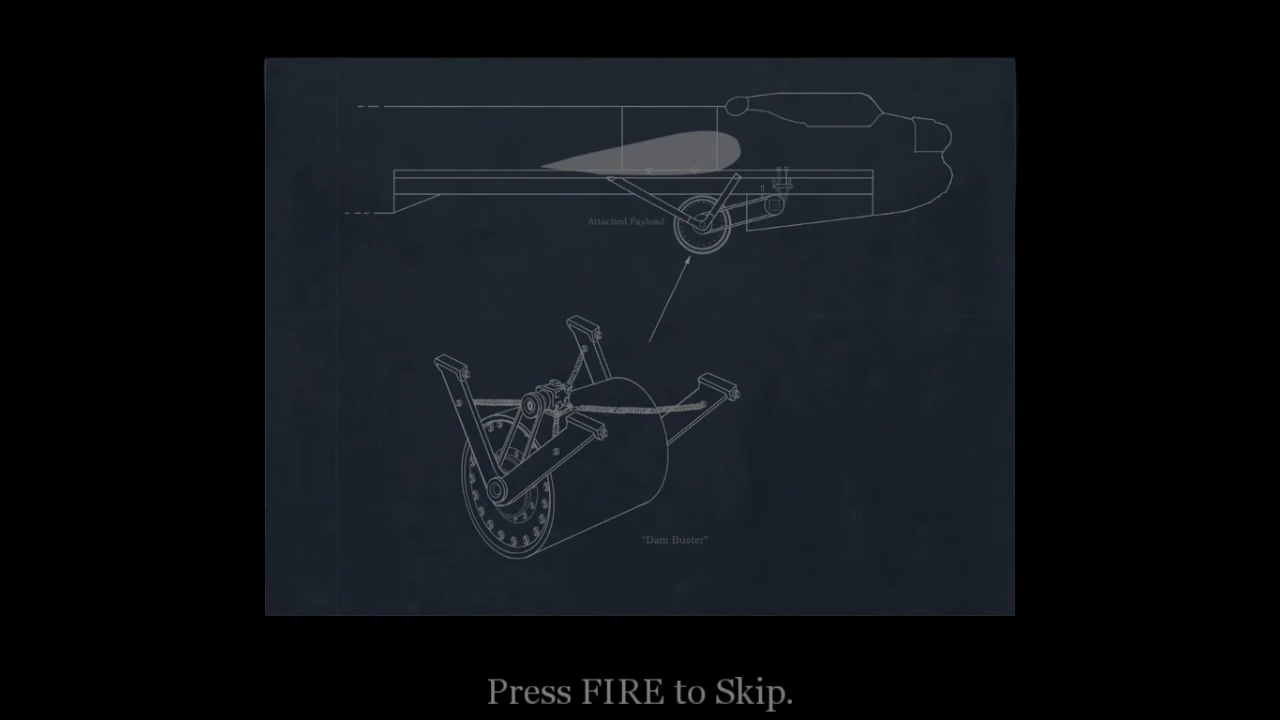 Attached Payload
"Dam Buster"
Press FIRE to Skip.